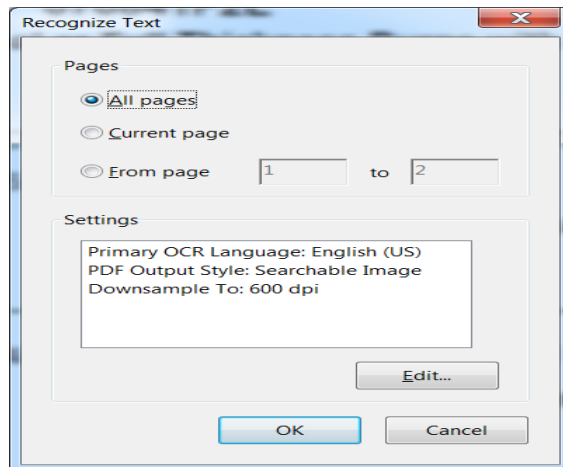 Recognize Text
Pages
All pages
Current page
From page 1 to 2
Settings
Primary OCR Language: English (US)
PDF Output Style: Searchable Image
Downsample To: 600 dpi
Edit...
OK
Cancel